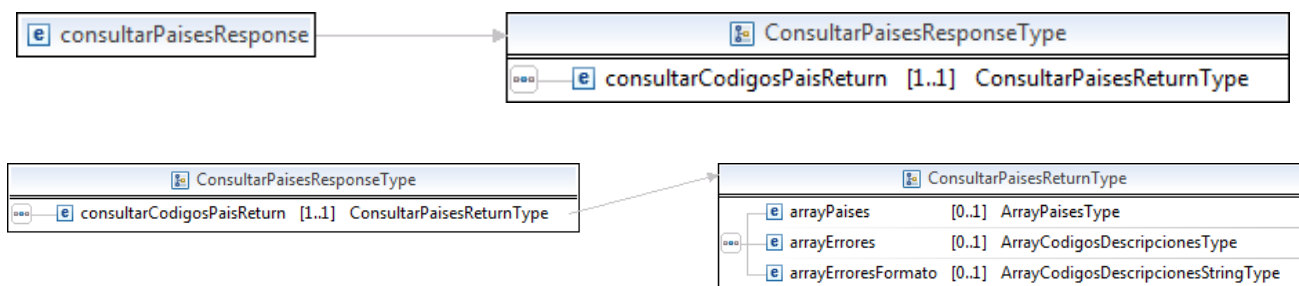 consultarPaisesResponse
ConsultarPaisesResponseType
consultarCodigosPaisReturn [1..1] ConsultarPaisesReturnType
ConsultarPaisesResponseType
consultarCodigosPaisReturn [1..1] ConsultarPaisesReturnType
ConsultarPaisesReturnType
arrayPaises [0..1] ArrayPaisesType
arrayErrores [0..1] ArrayCodigosDescripcionesType
arrayErroresFormato [0..1] ArrayCodigosDescripcionesStringType